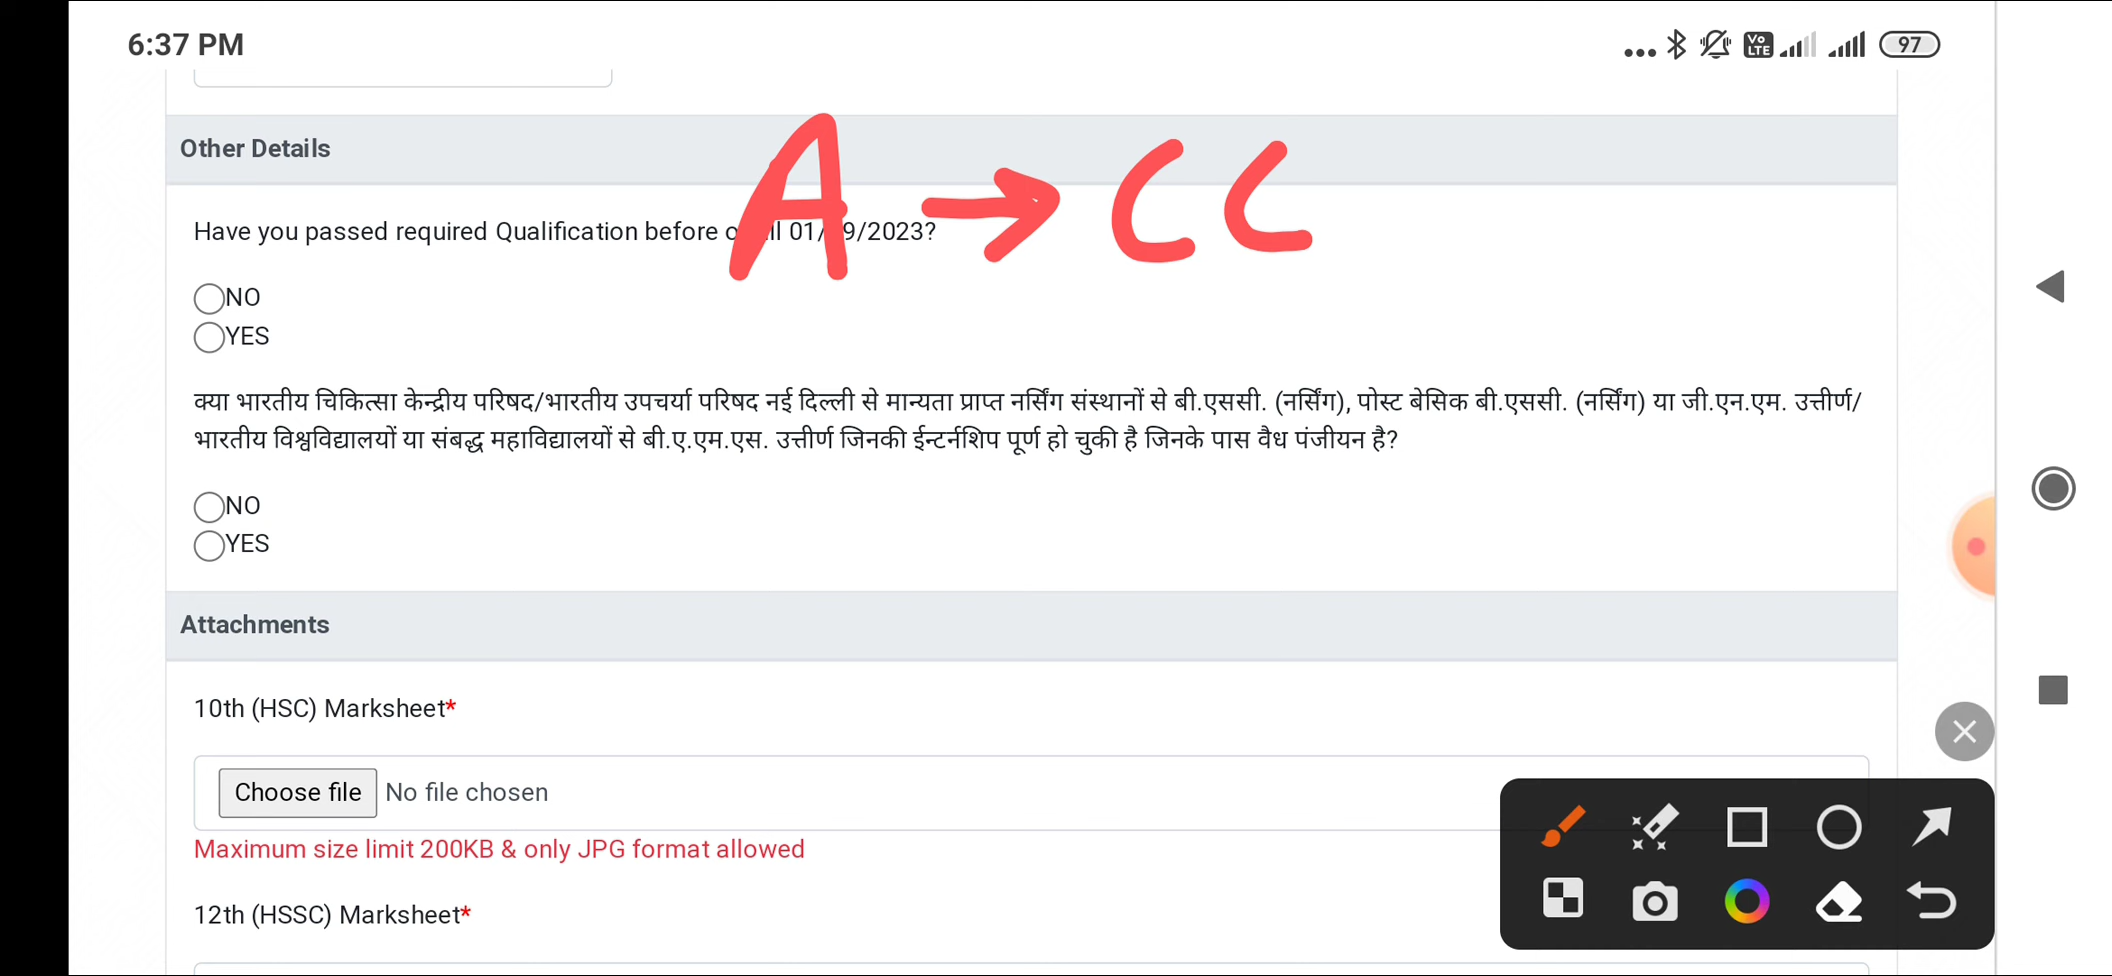 6:37 PM
Vo LTE
97
Other Details
A → CC
Have you passed required Qualification before 01/ 9/2023?
NO
YES
क्या भारतीय चिकित्सा केन्द्रीय परिषद/भारतीय उपचर्या परिषद नई दिल्ली से मान्यता प्राप्त नर्सिंग संस्थानों से बी.एससी. (नर्सिंग), पोस्ट बेसिक बी.एससी. (नर्सिंग) या जी.एन.एम. उत्तीर्ण/
भारतीय विश्वविद्यालयों या संबद्ध महाविद्यालयों से बी.ए.एम.एस. उत्तीर्ण जिनकी ईन्टर्नशिप पूर्ण हो चुकी है जिनके पास वैध पंजीयन है?
NO
YES
Attachments
10th (HSC) Marksheet*
Choose file No file chosen
Maximum size limit 200KB & only JPG format allowed
12th (HSSC) Marksheet*